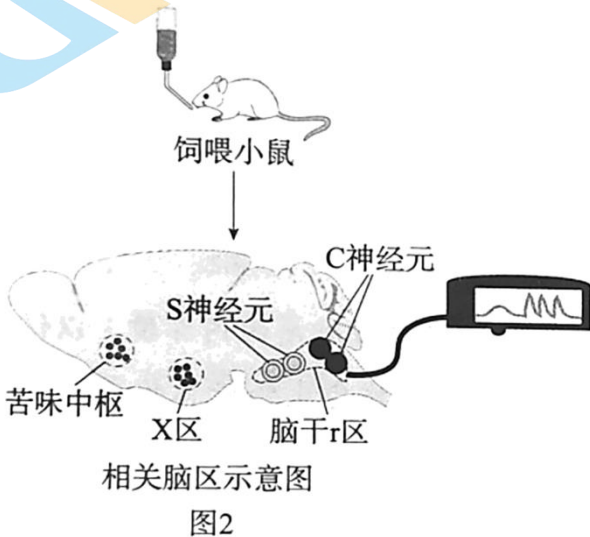 饲喂小鼠
C神经元
S神经元
苦味中枢
X区
脑干r区
相关脑区示意图
图2